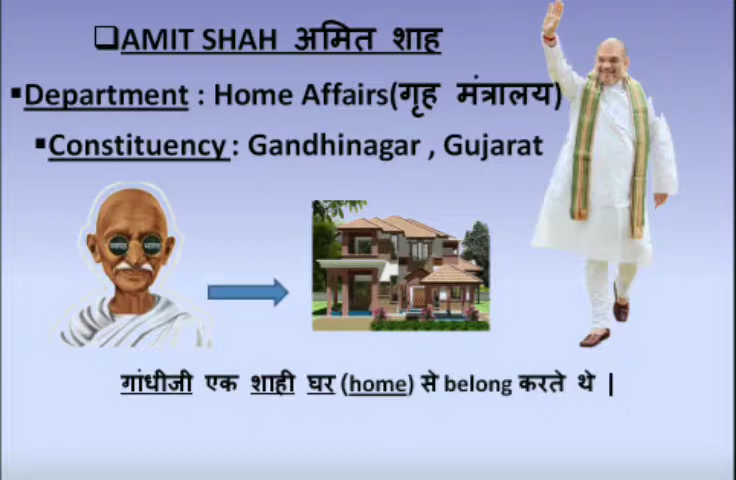 ❑AMIT SHAH अमित शाह
▪Department : Home Affairs(गृह मंत्रालय)
▪Constituency : Gandhinagar , Gujarat
गांधीजी एक शाही घर (home) से belong करते थे |